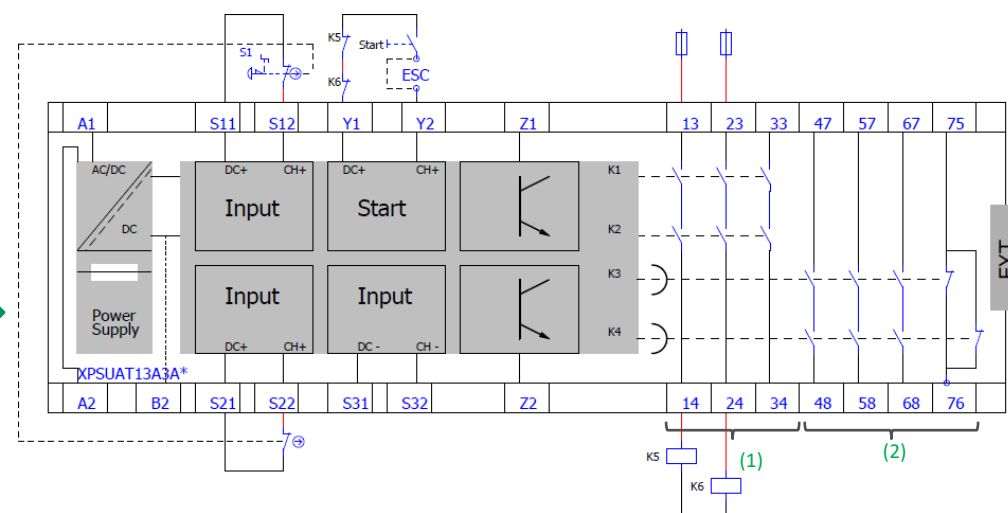 K5
Start
S1
K6
ESC
A1 S11 S12 Y1 Y2 Z1 13 23 33 47 57 67 75
AC/DC DC+ CH+ DC+ CH+ K1
Input Start
DC K2
EXT
K3
Input Input
Power
Supply
K4
DC+ CH+ DC - CH -
XPSUAT13A3A*
A2 B2 S21 S22 S31 S32 Z2 14 24 34 48 58 68 76
K5 (1) (2)
K6